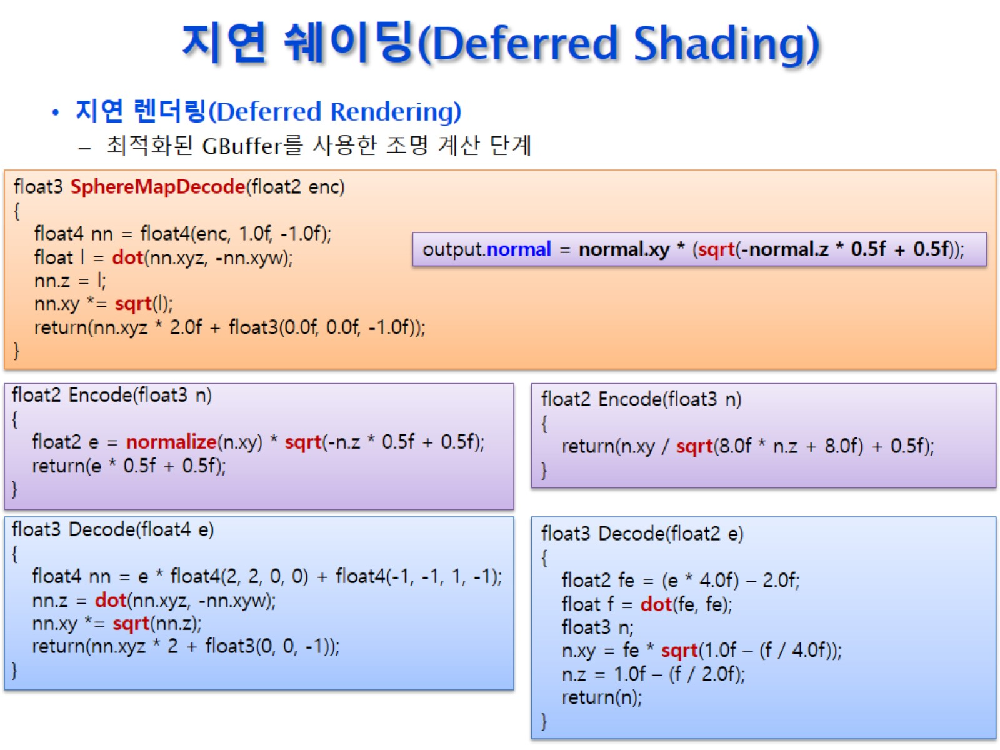 지연 쉐이딩(Deferred Shading)
• 지연 렌더링(Deferred Rendering)
– 최적화된 GBuffer를 사용한 조명 계산 단계
float3 SphereMapDecode(float2 enc)
{
float4 nn = float4(enc, 1.0f, -1.0f);
float l = dot(nn.xyz, -nn.xyw);
nn.z = l;
nn.xy *= sqrt(l);
return(nn.xyz * 2.0f + float3(0.0f, 0.0f, -1.0f));
}
output.normal = normal.xy * (sqrt(-normal.z * 0.5f + 0.5f));
float2 Encode(float3 n)
{
float2 e = normalize(n.xy) * sqrt(-n.z * 0.5f + 0.5f);
return(e * 0.5f + 0.5f);
}
float2 Encode(float3 n)
{
return(n.xy / sqrt(8.0f * n.z + 8.0f) + 0.5f);
}
float3 Decode(float4 e)
{
float4 nn = e * float4(2, 2, 0, 0) + float4(-1, -1, 1, -1);
nn.z = dot(nn.xyz, -nn.xyw);
nn.xy *= sqrt(nn.z);
return(nn.xyz * 2 + float3(0, 0, -1));
}
float3 Decode(float2 e)
{
float2 fe = (e * 4.0f) – 2.0f;
float f = dot(fe, fe);
float3 n;
n.xy = fe * sqrt(1.0f – (f / 4.0f));
n.z = 1.0f – (f / 2.0f);
return(n);
}